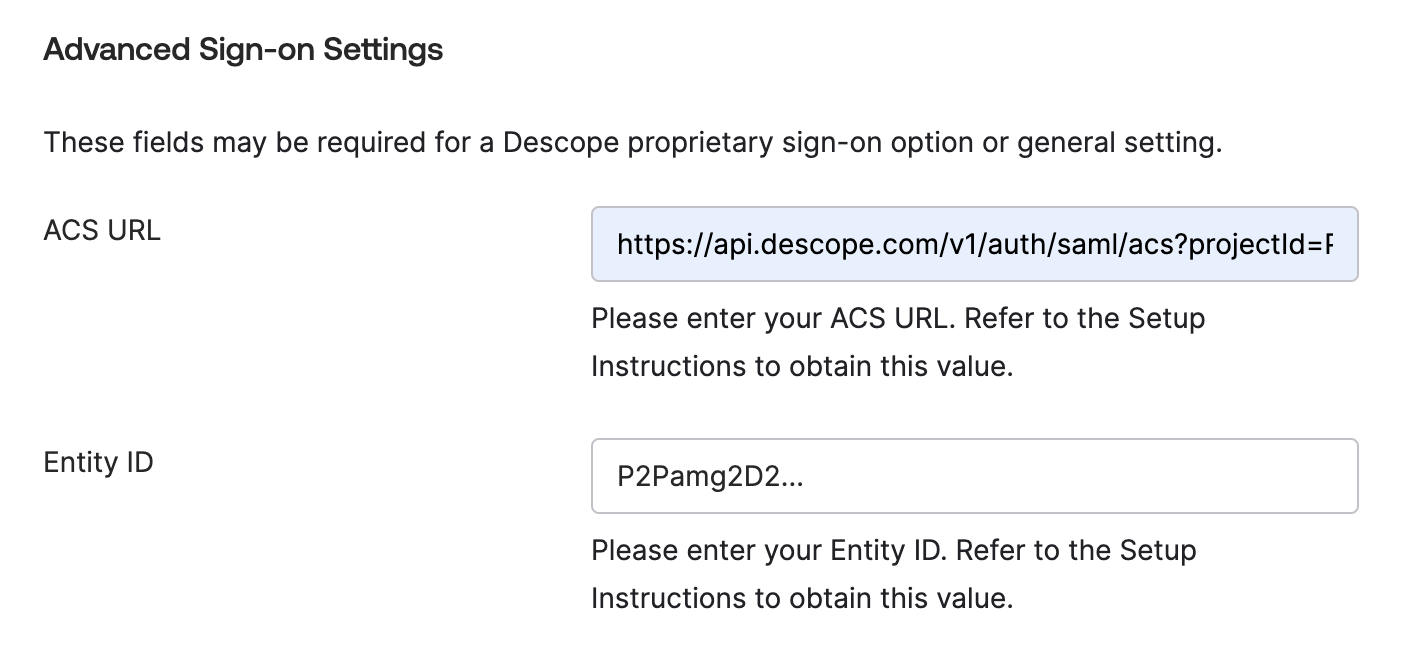 Advanced Sign-on Settings
These fields may be required for a Descope proprietary sign-on option or general setting.
ACS URL
https://api.descope.com/v1/auth/saml/acs?projectId=
Please enter your ACS URL. Refer to the Setup
Instructions to obtain this value.
Entity ID
P2Pamg2D2...
Please enter your Entity ID. Refer to the Setup
Instructions to obtain this value.